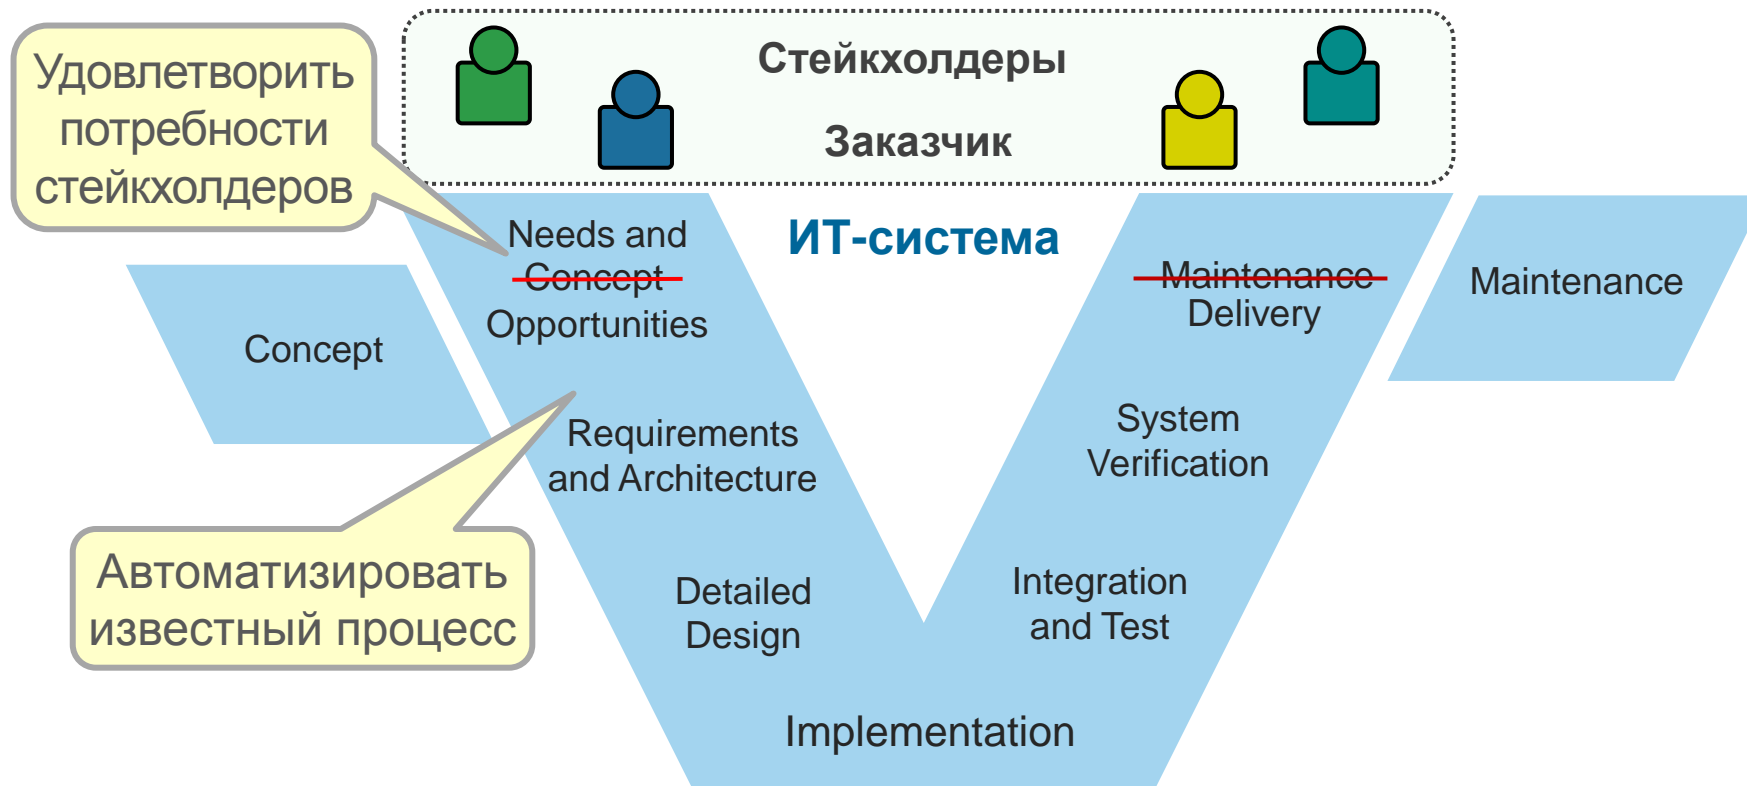 Удовлетворить
потребности
стейкхолдеров
Стейкхолдеры
Заказчик
ИТ-система
Needs and
Concept
Opportunities
Concept
Requirements
and Architecture
Автоматизировать
известный процесс
Detailed
Design
Implementation
Integration
and Test
System
Verification
Maintenance
Delivery
Maintenance